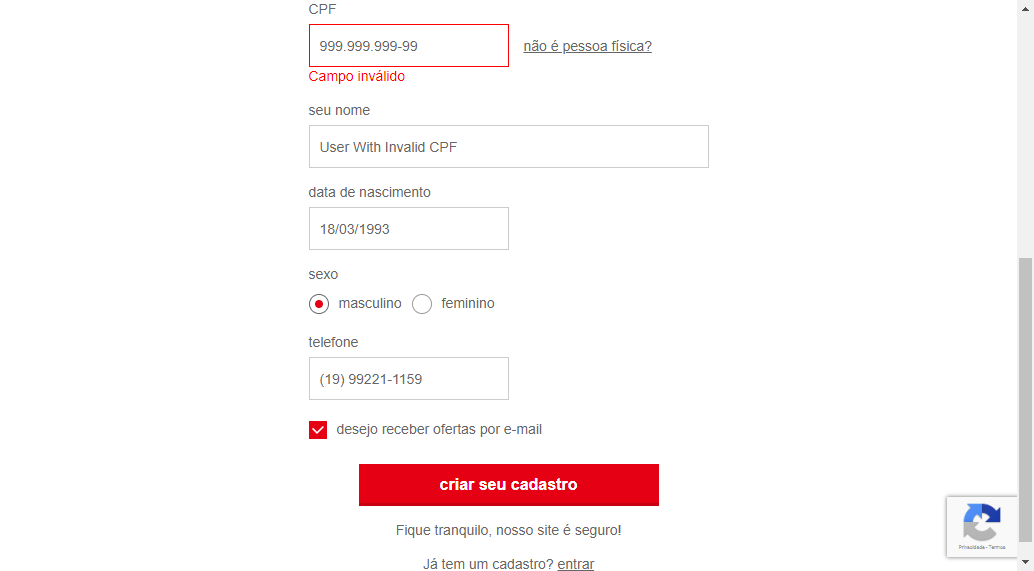 CPF
999.999.999-99 não é pessoa física?
Campo inválido
seu nome
User With Invalid CPF
data de nascimento
18/03/1993
sexo
masculino feminino
telefone
(19) 99221-1159
desejo receber ofertas por e-mail
criar seu cadastro
Fique tranquilo, nosso site é seguro!
Privacidade - Termos
Já tem um cadastro? entrar